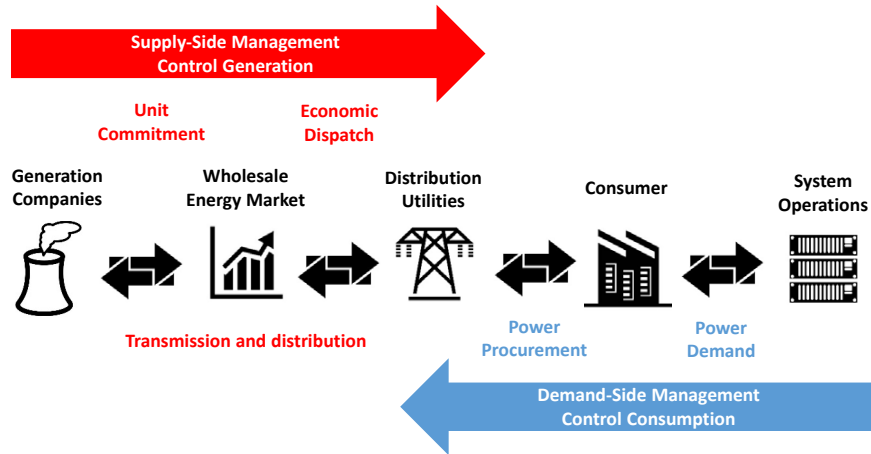 Supply-Side Management
Control Generation
Unit
Commitment
Economic
Dispatch
Generation
Companies
Wholesale
Energy Market
Distribution
Utilities
Consumer
System
Operations
Transmission and distribution
Power
Procurement
Power
Demand
Demand-Side Management
Control Consumption